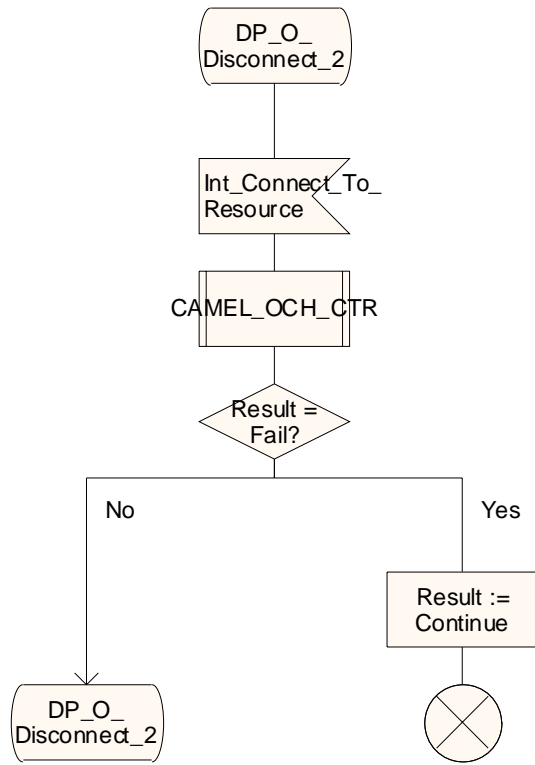 DP_O_
Disconnect_2
Int_Connect_To_
Resource
CAMEL_OCH_CTR
Result =
Fail?
No
Yes
Result :=
Continue
DP_O_
Disconnect_2